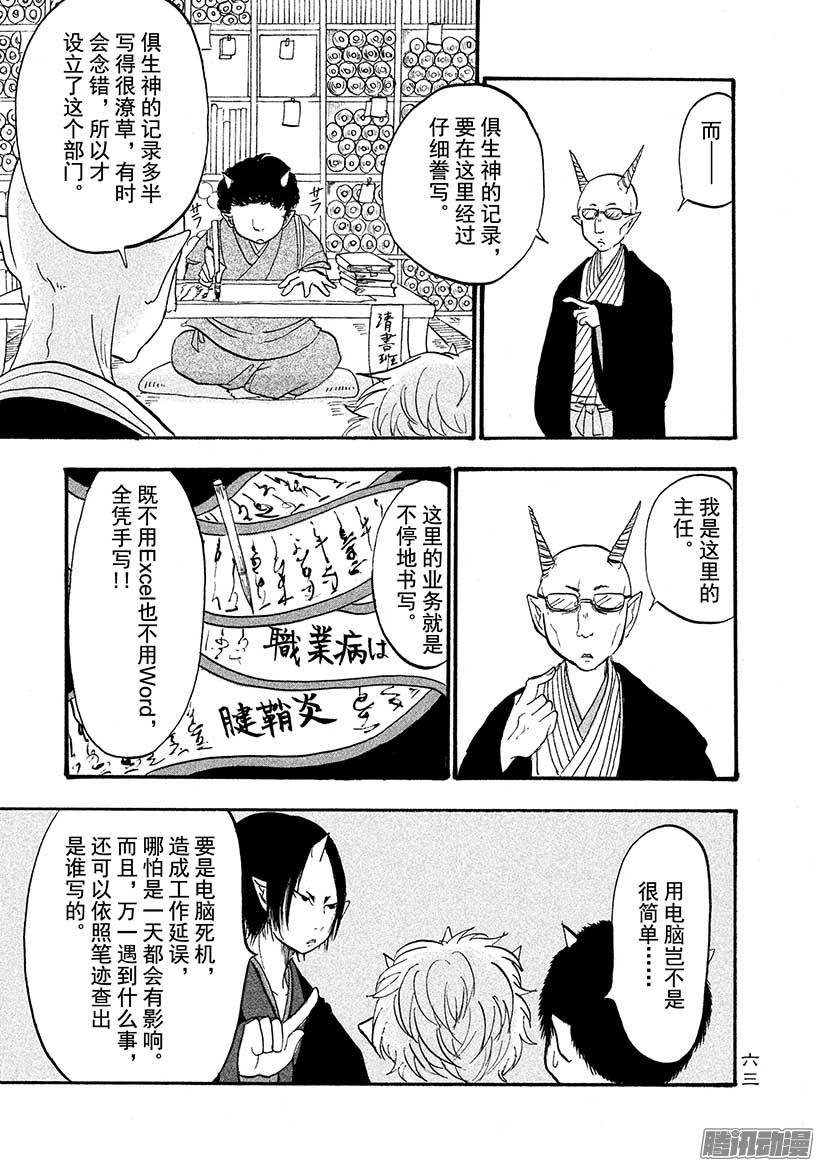 而——
俱生神的记录，
要在这里经过
仔细誊写。
俱生神的记录多半
写得很潦草，有时
会念错，所以才
设立了这个部门。
サラ
サラ
清書班
我是这里的
主任。
这里的业务就是
不停地书写。
職業病は
腱鞘炎
既不用Excel也不用Word，
全凭手写！！
用电脑岂不是
很简单……
要是电脑死机，
造成工作延误，
哪怕是一天都会有影响。
而且，万一遇到什么事，
还可以依照笔迹查出
是谁写的。
六三
腾讯动漫